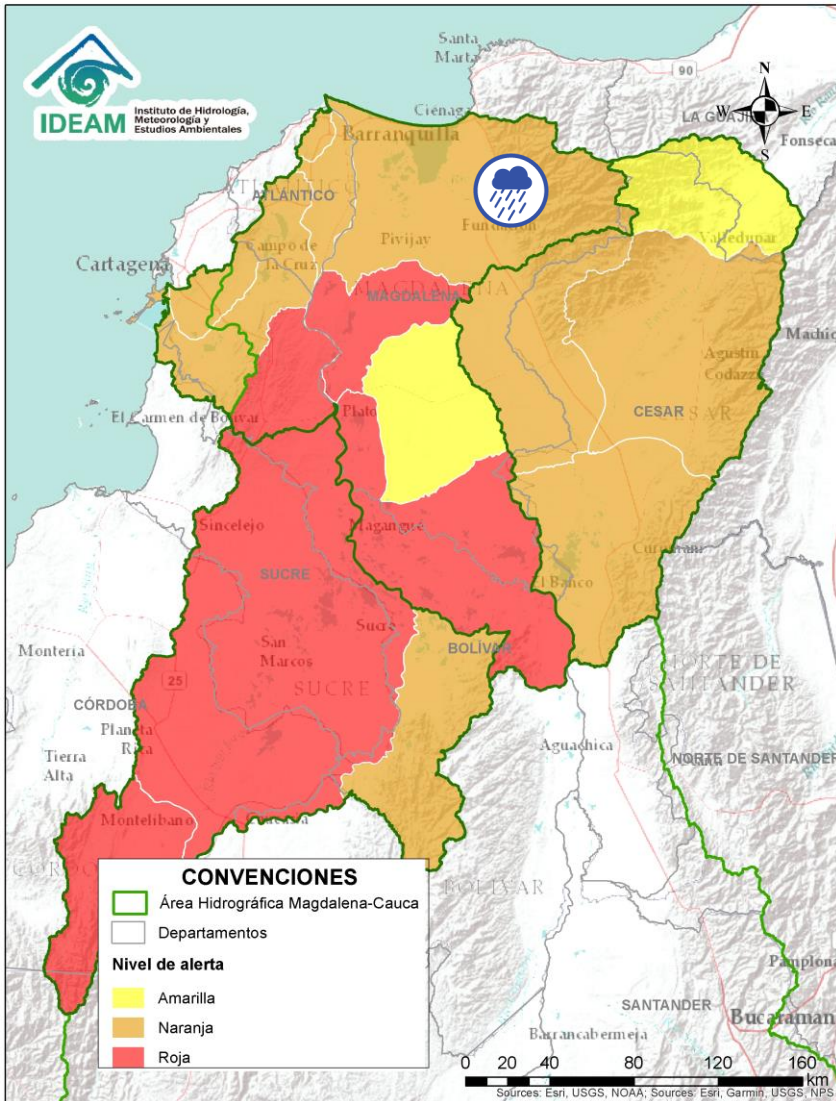 IDEAM
Instituto de Hidrología,
Meteorología y
Estudios Ambientales
Santa
Marta
90
N
W
E
S
Ciénaga
LA GUAJI
Fonseca
Barranquilla
ATLÁNTICO
Fundación
Valledupar
Campo de
la Cruz
Pivijay
Cartagena
MAGDALENA
Agustín
Codazzi
CESAR
El Carmen de Bolívar
Plato
Sincelejo
Magangué
SUCRE
El Banco
Sucre
BOLÍVAR
San
Marcos
SUCRE
Montería
25
NORTE DE
SANTANDER
CÓRDOBA
Planeta
Rica
Tierra
Alta
Aguachica
NORTE DE SANTANDER
Montelíbano
BOLÍVAR
CONVENCIONES
Área Hidrográfica Magdalena-Cauca
Departamentos
Nivel de alerta
Amarilla
Naranja
Roja
Pamplona
SANTANDER
Bucaraman
Barrancabermeja
0 20 40 80 120 160
km
Sources: Esri, USGS, NOAA; Sources: Esri, Garmin, USGS, NPS